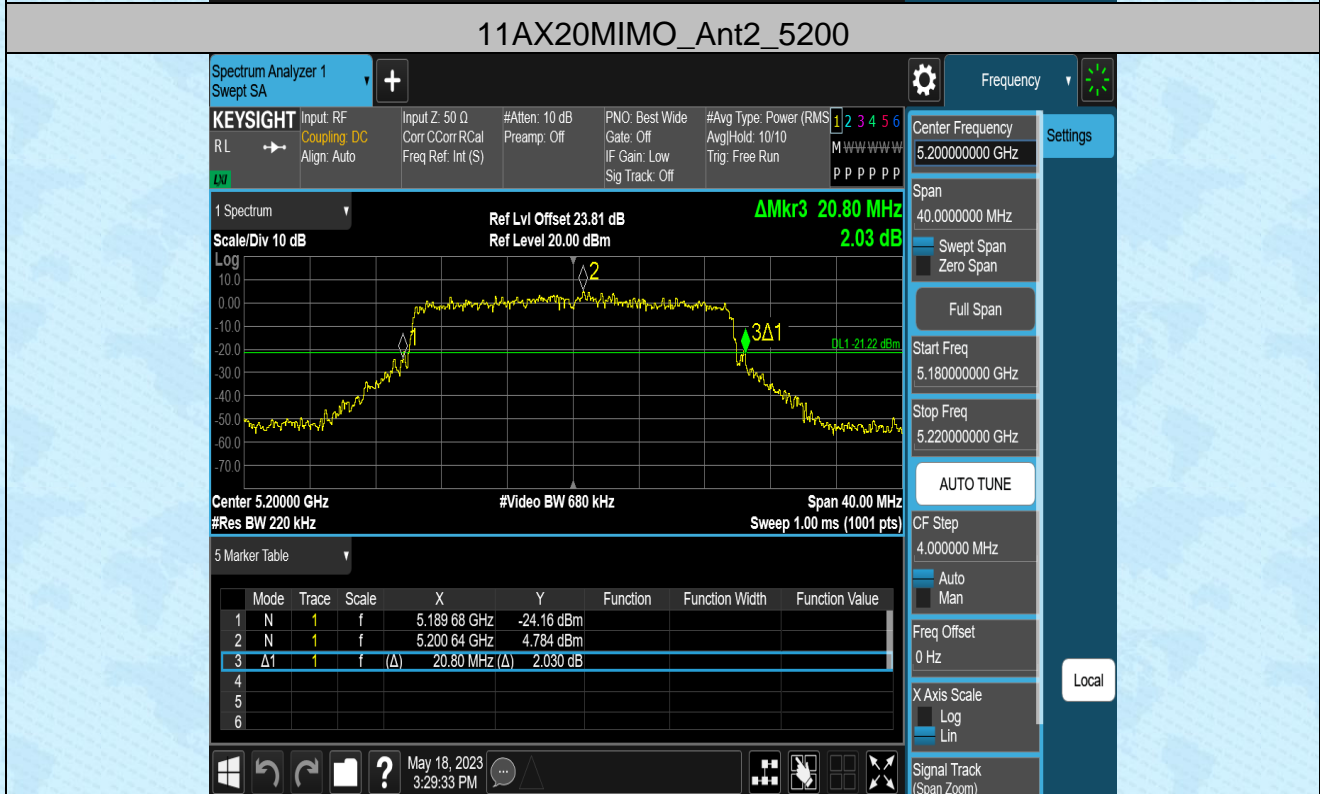 11AX20MIMO_Ant2_5200
Spectrum Analyzer 1
Swept SA
+
Frequency
KEYSIGHT
R L
LXI
Input: RF
Coupling: DC
Align: Auto
Input Z: 50 Ω
Corr CCorr RCal
Freq Ref: Int (S)
#Atten: 10 dB
Preamp: Off
PNO: Best Wide
Gate: Off
IF Gain: Low
Sig Track: Off
#Avg Type: Power (RMS
Avg|Hold: 10/10
Trig: Free Run
1 2 3 4 5 6
M W W W W W
P P P P P P
Center Frequency
5.200000000 GHz
Settings
Span
40.0000000 MHz
Swept Span
Zero Span
Full Span
Start Freq
5.180000000 GHz
Stop Freq
5.220000000 GHz
AUTO TUNE
CF Step
4.000000 MHz
Auto
Man
Freq Offset
0 Hz
X Axis Scale
Log
Lin
Signal Track
(Span Zoom)
Local
1 Spectrum
Scale/Div 10 dB
Ref Lvl Offset 23.81 dB
Ref Level 20.00 dBm
ΔMkr3 20.80 MHz
2.03 dB
Log
10.0
0.00
-10.0
-20.0
-30.0
-40.0
-50.0
-60.0
-70.0
1
2
3Δ1
DL1 -21.22 dBm
Center 5.20000 GHz
#Video BW 680 kHz
Span 40.00 MHz
#Res BW 220 kHz
Sweep 1.00 ms (1001 pts)
5 Marker Table
Mode Trace Scale X Y Function Function Width Function Value
1 N 1 f 5.189 68 GHz -24.16 dBm
2 N 1 f 5.200 64 GHz 4.784 dBm
3 Δ1 1 f (Δ) 20.80 MHz (Δ) 2.030 dB
4
5
6
?
May 18, 2023
3:29:33 PM